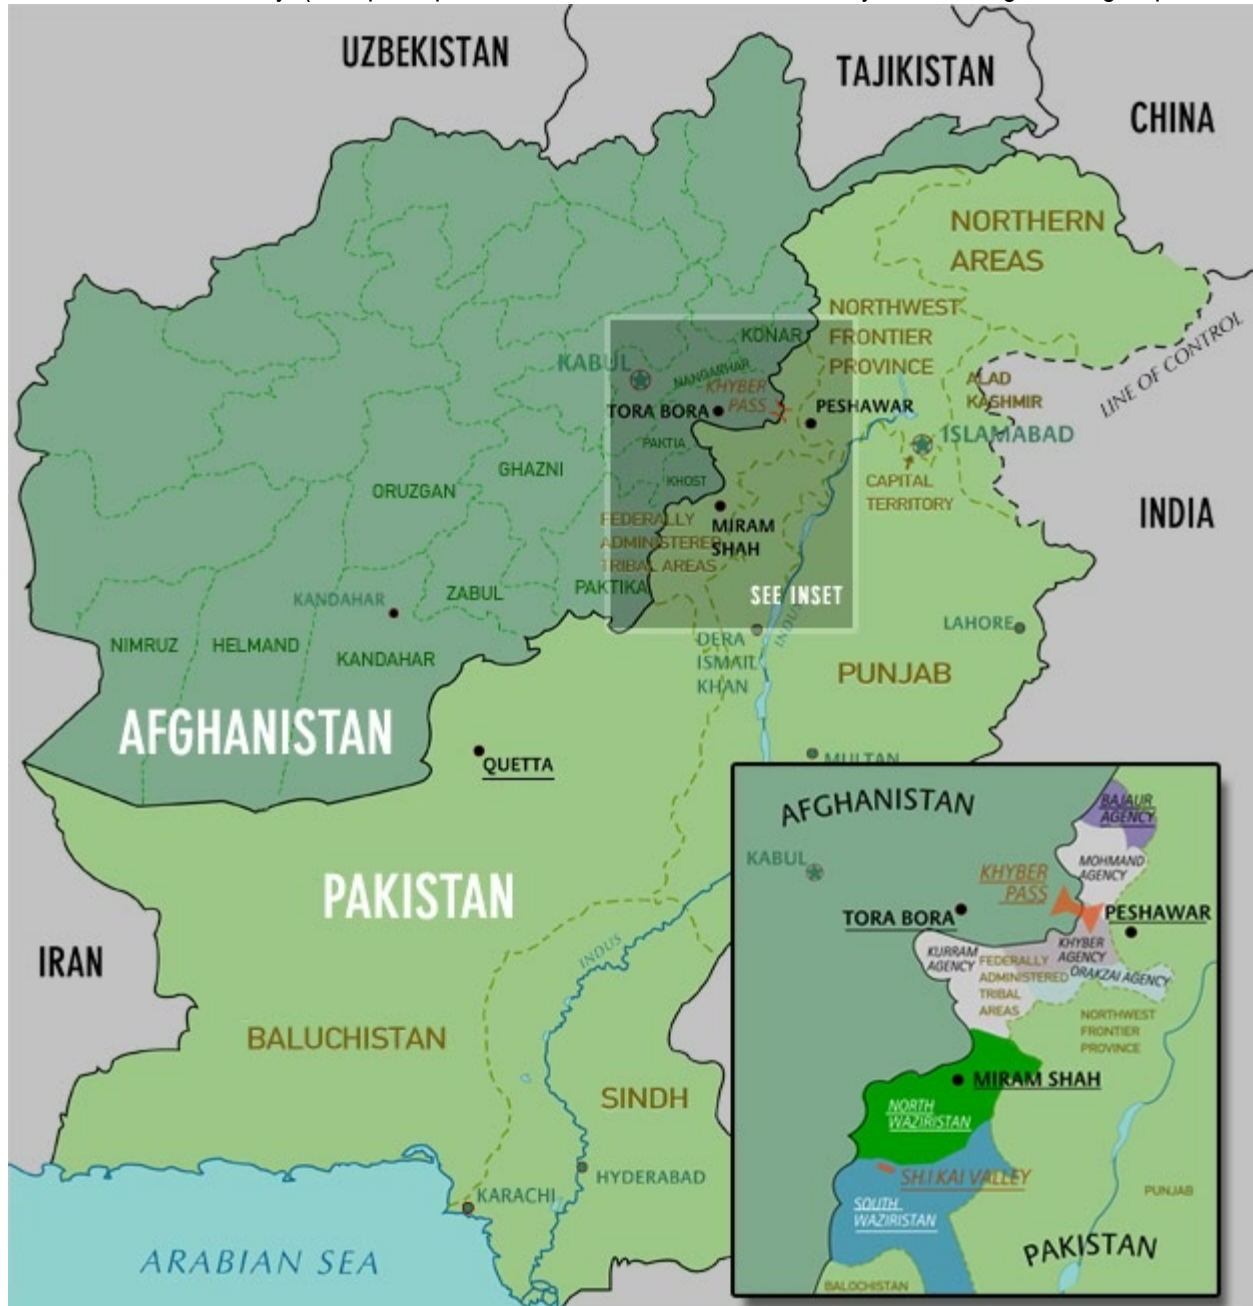 UZBEKISTAN
TAJIKISTAN
CHINA
NORTHERN
AREAS
NORTHWEST
FRONTIER
PROVINCE
KONAR
KABUL
NANGARHAR
KHYBER
PASS
TORA BORA
PESHAWAR
ALAD
KASHMIR
LINE OF CONTROL
ISLAMABAD
PAKTIA
GHAZNI
KHOST
ORUZGAN
CAPITAL
TERRITORY
INDIA
FEDERALLY
ADMINISTERED
TRIBAL AREAS
MIRAM
SHAH
PAKTIKA
ZABUL
KANDAHAR
SEE INSET
INDUS
NIMRUZ
HELMAND
KANDAHAR
DERA
ISMAIL
KHAN
LAHORE
PUNJAB
AFGHANISTAN
QUETTA
MULTAN
PAKISTAN
IRAN
INDUS
BALUCHISTAN
SINDH
HYDERABAD
KARACHI
ARABIAN SEA
AFGHANISTAN
BAJAUR
AGENCY
KABUL
MOHMAND
AGENCY
KHYBER
PASS
TORA BORA
PESHAWAR
KURRAM
AGENCY
KHYBER
AGENCY
FEDERALLY
ADMINISTERED
TRIBAL
AREAS
ORAKZAI AGENCY
NORTHWEST
FRONTIER
PROVINCE
MIRAM SHAH
NORTH
WAZIRISTAN
SH.I KAI VALLEY
SOUTH
WAZIRISTAN
PUNJAB
PAKISTAN
BALOCHISTAN